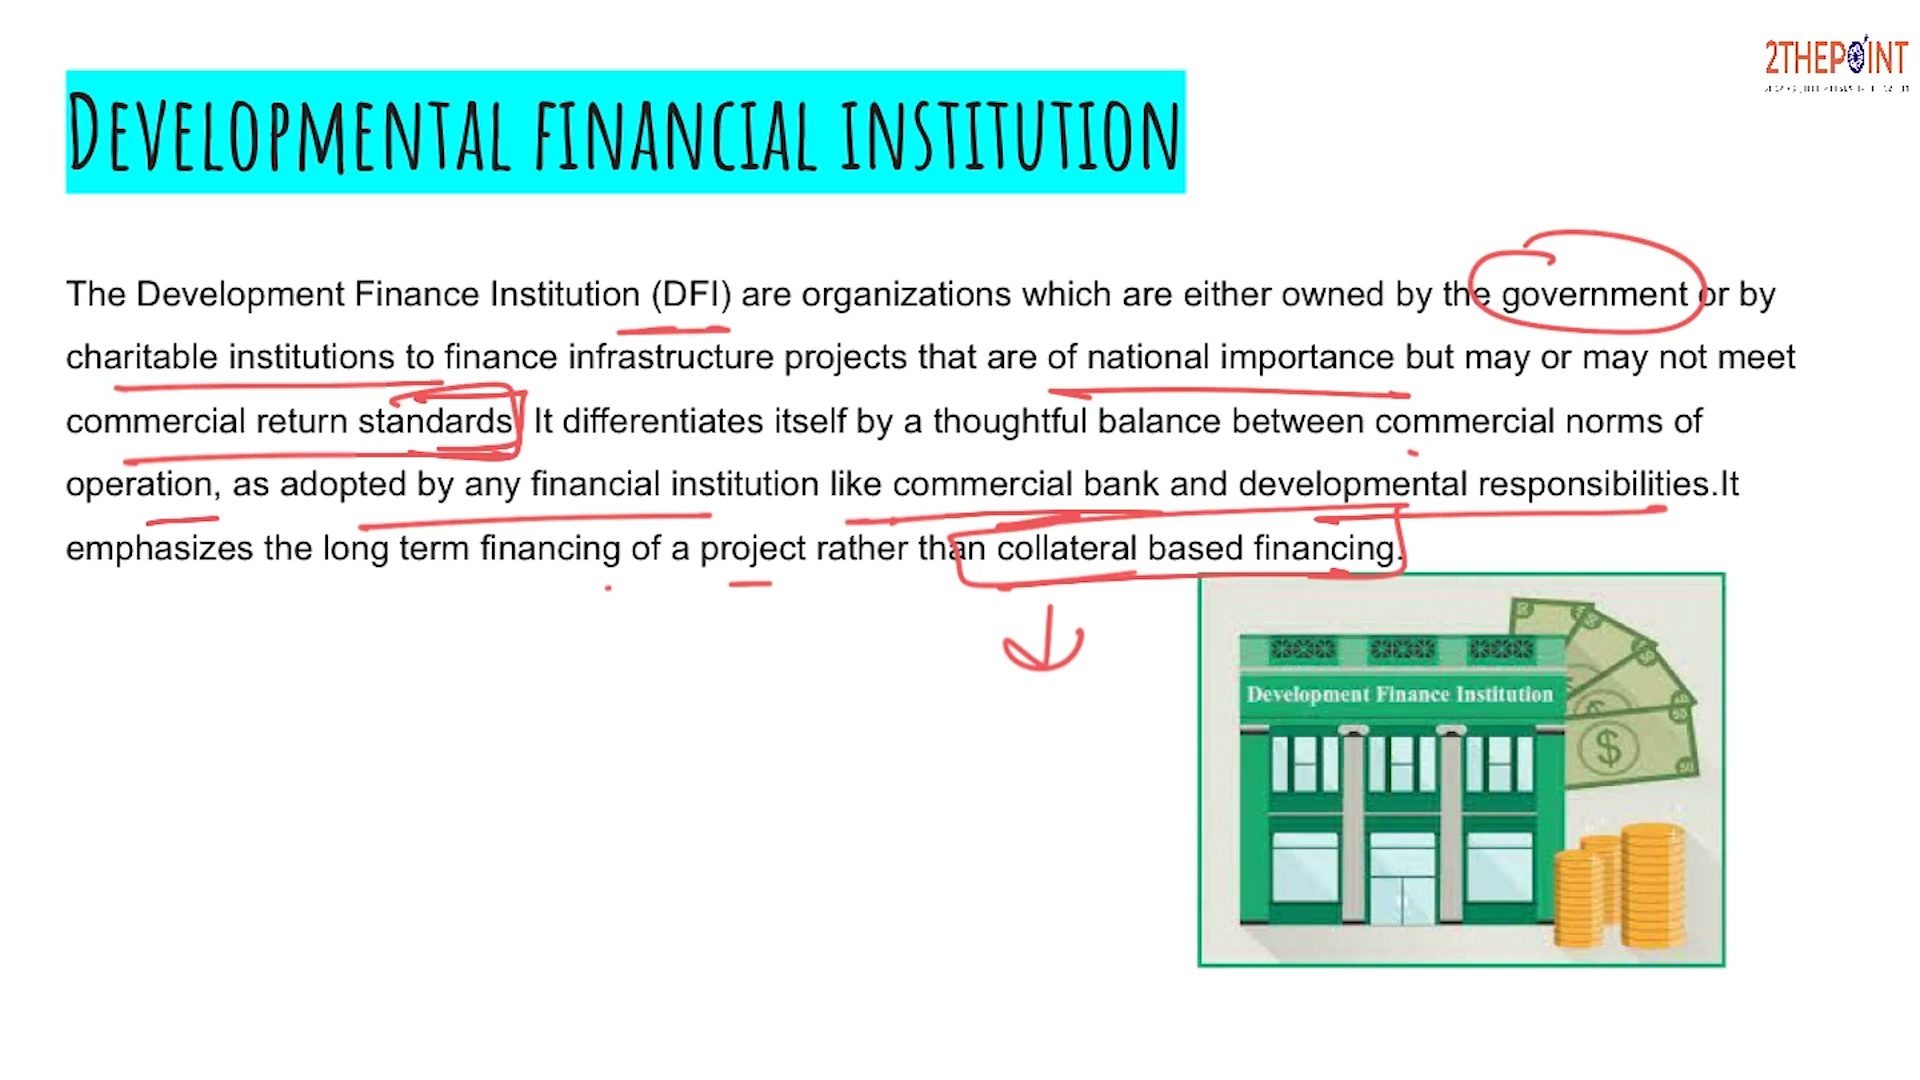 2THEPOINT
DEVELOPMENTAL FINANCIAL INSTITUTION
The Development Finance Institution (DFI) are organizations which are either owned by the government or by
charitable institutions to finance infrastructure projects that are of national importance but may or may not meet
commercial return standards. It differentiates itself by a thoughtful balance between commercial norms of
operation, as adopted by any financial institution like commercial bank and developmental responsibilities.It
emphasizes the long term financing of a project rather than collateral based financing.
Development Finance Institution
$